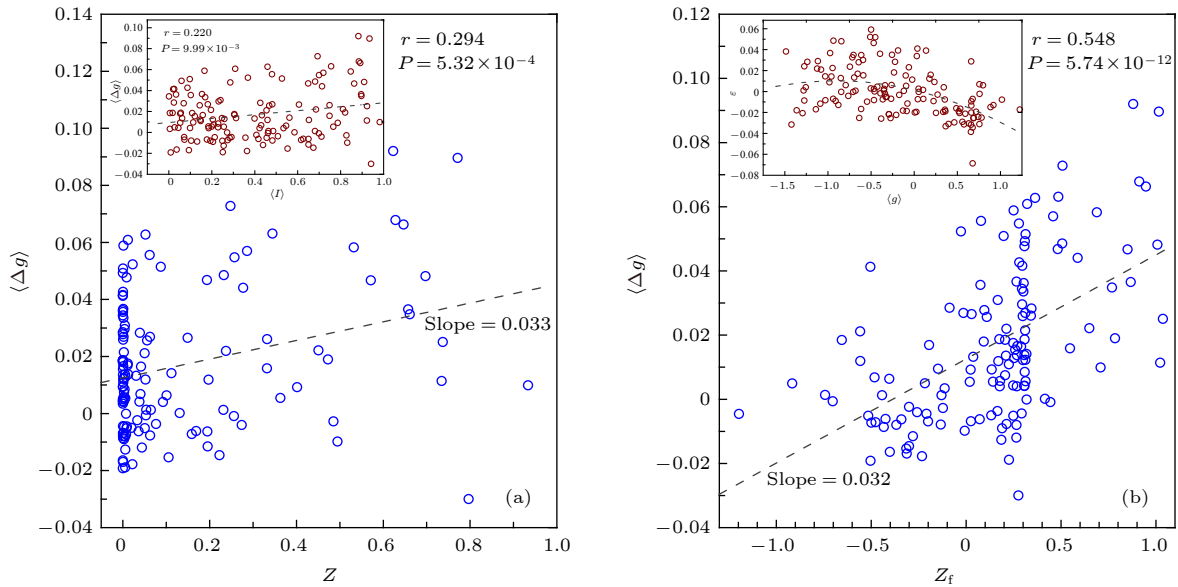 0.14
0.12
0.10
0.08
0.06
0.04
0.02
0
−0.02
−0.04
⟨Δg⟩
0 0.2 0.4 0.6 0.8 1.0
Z
r = 0.294
P = 5.32×10−4
Slope = 0.033
(a)
0.10
0.08
0.06
0.04
0.02
0
−0.02
−0.04
⟨Δg⟩
r = 0.220
P = 9.99×10−3
0 0.2 0.4 0.6 0.8 1.0
⟨I⟩
0.12
0.10
0.08
0.06
0.04
0.02
0
−0.02
−0.04
⟨Δg⟩
−1.0 −0.5 0 0.5 1.0
Zf
r = 0.548
P = 5.74×10−12
Slope = 0.032
(b)
0.06
0.04
0.02
0
−0.02
−0.04
−0.06
0.08
ε
−1.5 −1.0 −0.5 0 0.5 1.0
⟨g⟩